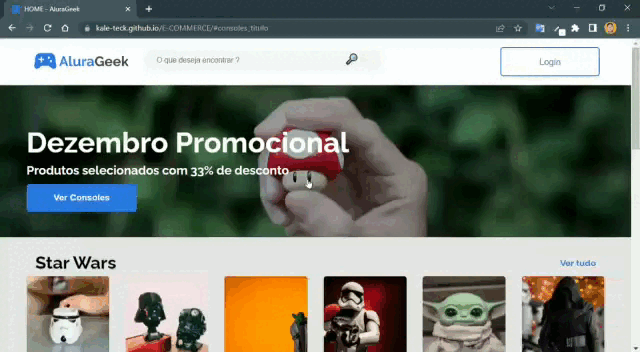 HOME - AluraGeek
kale-teck.github.io/E-COMMERCE/#consoles_titulo
AluraGeek
O que deseja encontrar ?
Login
Dezembro Promocional
Produtos selecionados com 33% de desconto
Ver Consoles
Star Wars
Ver tudo